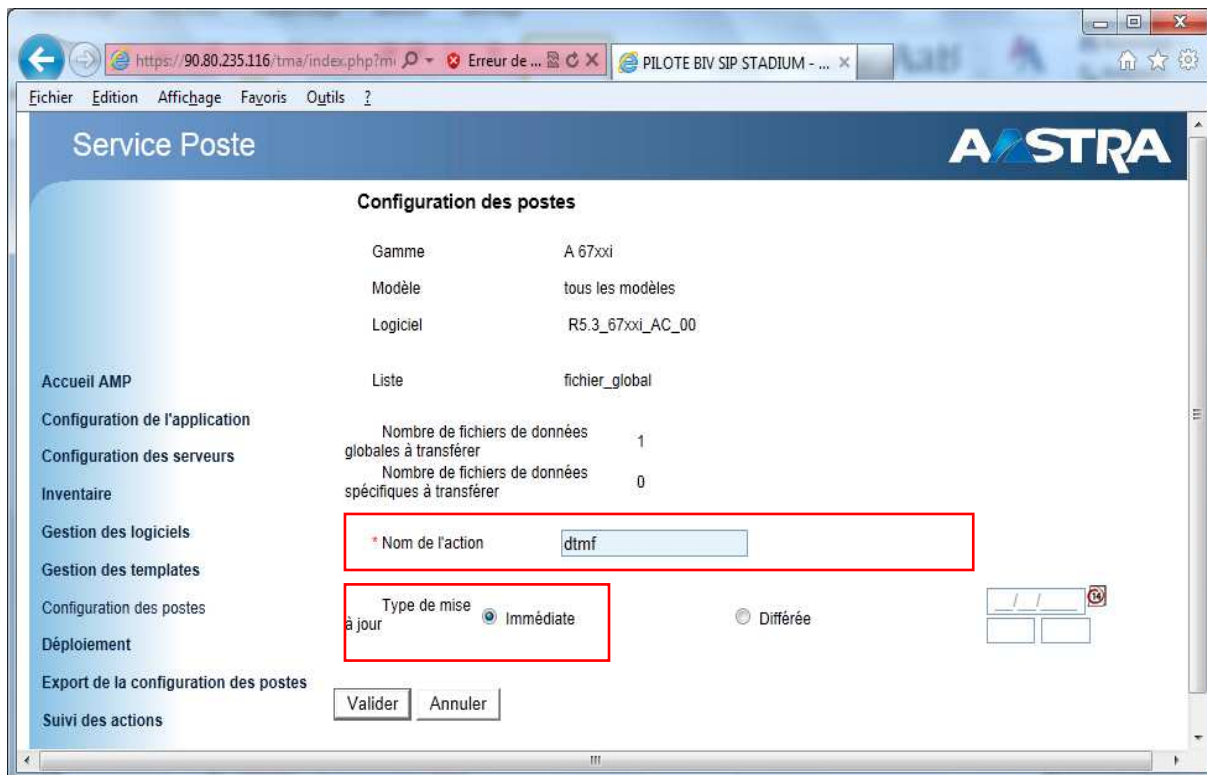 https://90.80.235.116/tma/index.php?mi
Erreur de ...
PILOTE BIV SIP STADIUM - ...
Fichier Edition Affichage Favoris Outils ?
Service Poste
AASTRA
Configuration des postes
Gamme A 67xxi
Modèle tous les modèles
Logiciel R5.3_67xxi_AC_00
Liste fichier_global
Nombre de fichiers de données
globales à transférer 1
Nombre de fichiers de données
spécifiques à transférer 0
* Nom de l'action dtmf
Type de mise
à jour Immédiate Différée __/__/____
Valider Annuler
Accueil AMP
Configuration de l'application
Configuration des serveurs
Inventaire
Gestion des logiciels
Gestion des templates
Configuration des postes
Déploiement
Export de la configuration des postes
Suivi des actions